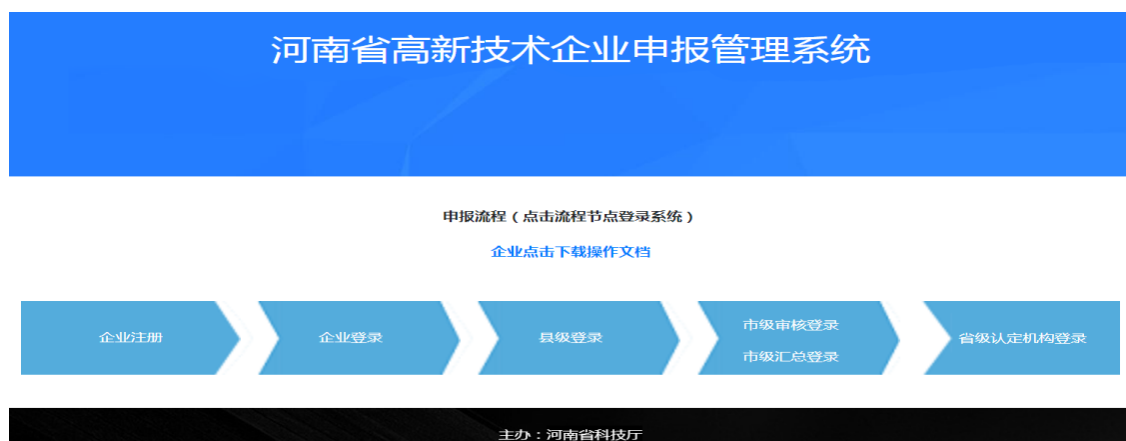 河南省高新技术企业申报管理系统
申报流程（点击流程节点登录系统）
企业点击下载操作文档
企业注册
企业登录
县级登录
市级审核登录
市级汇总登录
省级认定机构登录
主办：河南省科技厅